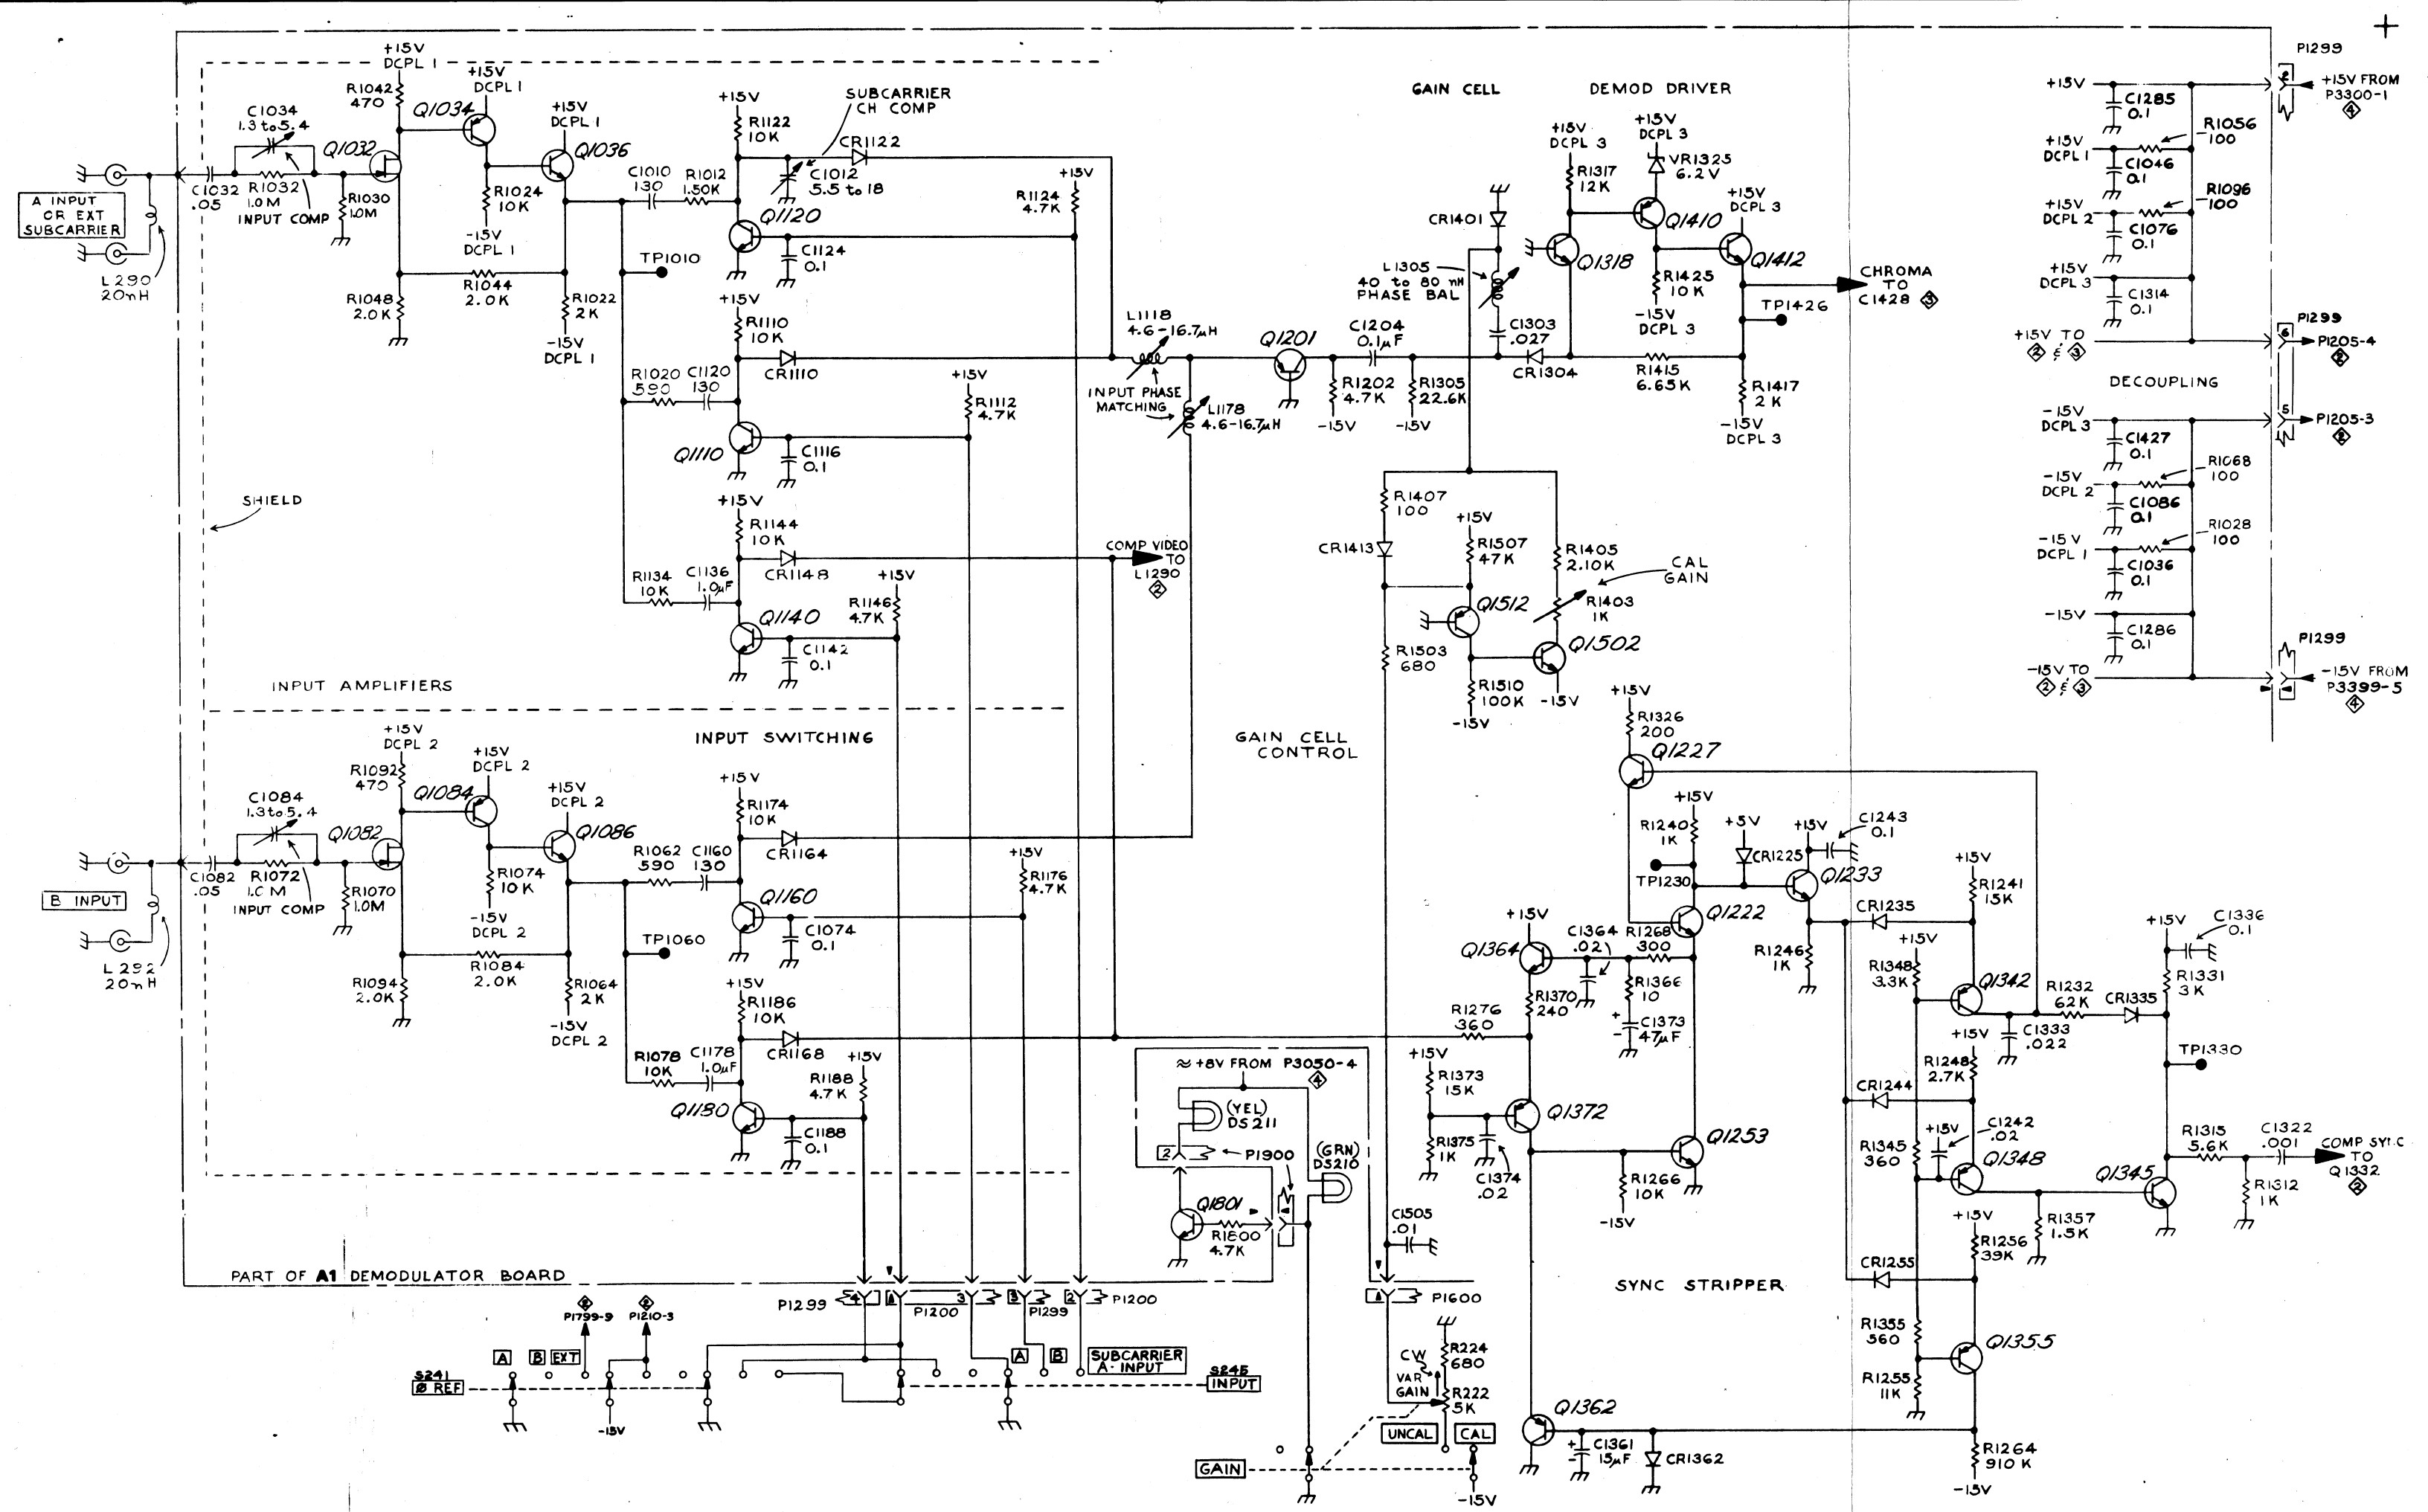 +15V
DCPL 1
R1042
470
C1034
1.3 to 5.4
Q1032
Q1034
+15V
DCPL 1
+15V
DCPL 1
Q1036
A INPUT
OR EXT
SUBCARRIER
C1032
.05
R1032
1.0M
INPUT COMP
R1030
1.0M
L290
20nH
R1024
10K
-15V
DCPL 1
R1044
2.0K
R1048
2.0K
R1022
2K
-15V
DCPL 1
TP1010
C1010
130
R1012
1.50K
+15V
R1122
10K
SUBCARRIER
CH COMP
CR1122
C1012
5.5 to 18
Q1120
C1124
0.1
R1124
4.7K
+15V
+15V
R1110
10K
CR1110
R1020
590
C1120
130
Q1110
C1116
0.1
+15V
R1112
4.7K
+15V
R1144
10K
CR1148
R1134
10K
C1136
1.0µF
Q1140
C1142
0.1
+15V
R1146
4.7K
COMP VIDEO
TO
L1290
2
L1118
4.6-16.7µH
INPUT PHASE
MATCHING
L1178
4.6-16.7µH
SHIELD
INPUT AMPLIFIERS
INPUT SWITCHING
GAIN CELL
DEMOD DRIVER
Q1201
C1204
0.1µF
R1202
4.7K
-15V
R1305
22.6K
-15V
CR1401
L1305
40 to 80 nH
PHASE BAL
C1303
.027
CR1304
+15V
DCPL 3
R1317
12K
Q1318
+15V
DCPL 3
VR1325
6.2V
Q1410
+15V
DCPL 3
Q1412
R1425
10K
-15V
DCPL 3
R1415
6.65K
R1417
2K
-15V
DCPL 3
TP1426
CHROMA
TO
C1428
3
R1407
100
CR1413
+15V
R1507
47K
R1405
2.10K
CAL
GAIN
R1403
1K
Q1512
Q1502
R1503
680
R1510
100K
-15V
-15V
GAIN CELL
CONTROL
P1299
2
+15V FROM
P3300-1
4
+15V
C1285
0.1
R1056
100
+15V
DCPL 1
C1046
0.1
R1096
100
+15V
DCPL 2
C1076
0.1
+15V
DCPL 3
C1314
0.1
+15V TO
2 & 3
P1299
6
P1205-4
2
DECOUPLING
-15V
DCPL 3
5
P1205-3
2
C1427
0.1
R1068
100
-15V
DCPL 2
C1086
0.1
R1028
100
-15V
DCPL 1
C1036
0.1
-15V
C1286
0.1
P1299
-15V TO
2 & 3
-15V FROM
P3399-5
4
+15V
DCPL 2
R1092
470
C1084
1.3 to 5.4
Q1082
Q1084
+15V
DCPL 2
+15V
DCPL 2
Q1086
B INPUT
C1082
.05
R1072
1.0M
INPUT COMP
R1070
1.0M
L292
20nH
R1074
10K
-15V
DCPL 2
R1084
2.0K
R1094
2.0K
R1064
2K
-15V
DCPL 2
TP1060
R1062
590
C1160
130
+15V
R1174
10K
CR1164
Q1160
C1074
0.1
+15V
R1176
4.7K
+15V
R1186
10K
CR1168
R1078
10K
C1178
1.0µF
Q1180
C1188
0.1
+15V
R1188
4.7K
+15V
R1326
200
Q1227
+15V
R1240
1K
TP1230
+5V
CR1225
+15V
C1243
0.1
Q1233
Q1222
R1246
1K
+15V
Q1364
C1364
.02
R1268
300
R1366
10
C1373
47µF
R1370
240
R1276
360
+15V
R1373
15K
R1375
1K
C1374
.02
Q1372
Q1253
R1266
10K
-15V
+15V
R1241
15K
CR1235
+15V
R1348
3.3K
Q1342
R1232
62K
CR1335
C1333
.022
+15V
C1336
0.1
R1331
3K
TP1330
+15V
R1248
2.7K
CR1244
+15V
C1242
.02
R1345
360
Q1348
Q1345
R1315
5.6K
C1322
.001
COMP SYNC
TO
Q1332
2
R1312
1K
R1357
1.5K
+15V
R1256
39K
CR1255
R1355
560
Q1355
R1255
11K
R1264
910K
-15V
Q1362
C1361
15µF
CR1362
SYNC STRIPPER
≈ +8V FROM P3050-4
4
(YEL)
DS211
2
P1900
(GRN)
DS210
Q1801
R1800
4.7K
C1505
.01
P1600
PART OF A1 DEMODULATOR BOARD
P1299
4
P1200
3
P1299
2
P1200
2
P1799-9
2
P1210-3
A
B
EXT
S241
Ø REF
-15V
A
B
SUBCARRIER
A-INPUT
S245
INPUT
R224
680
CW
VAR
GAIN
R222
5K
UNCAL
CAL
GAIN
-15V